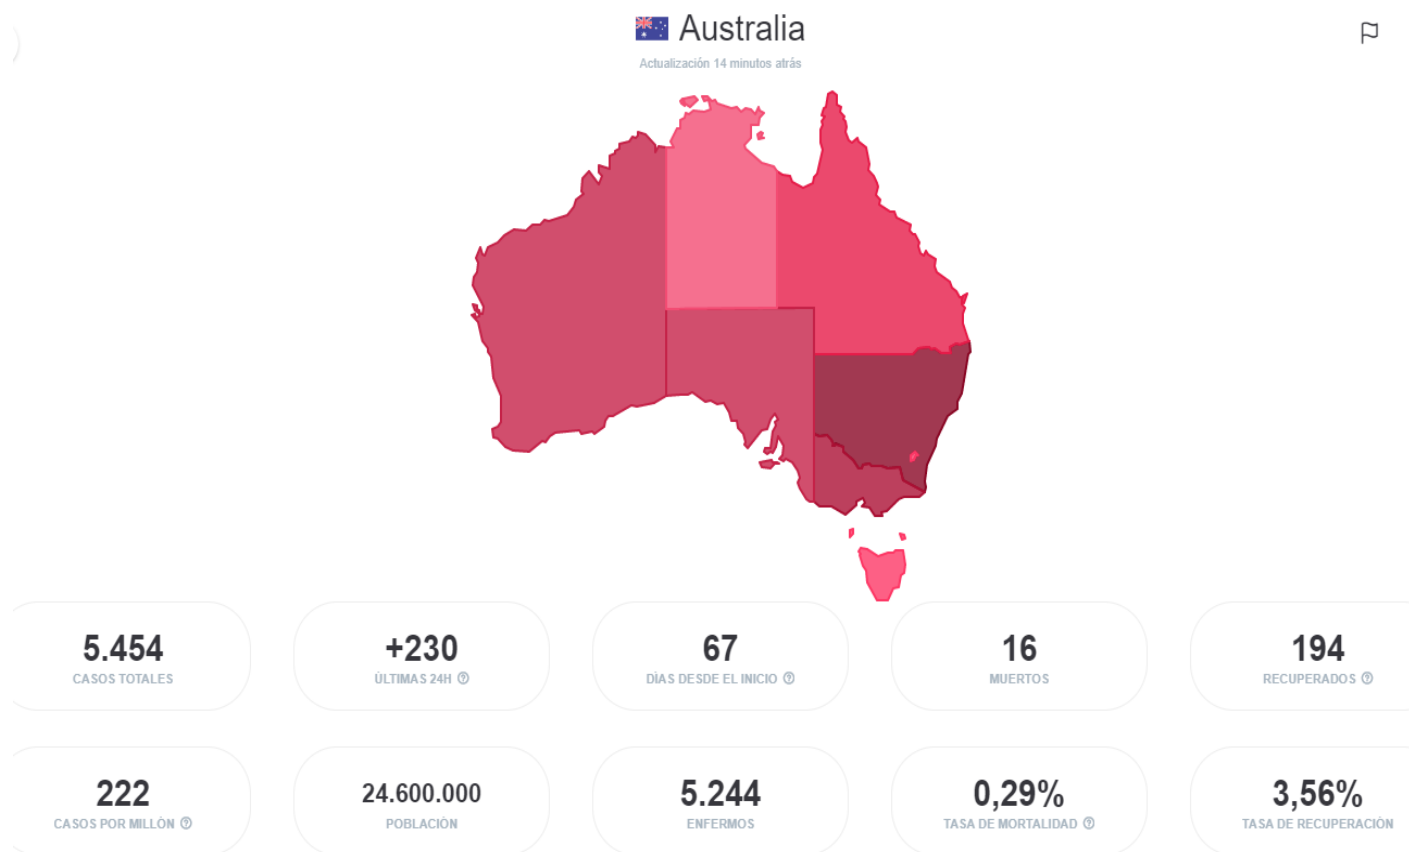 Australia
Actualización 14 minutos atrás
5.454
CASOS TOTALES
+230
ÚLTIMAS 24H
67
DÍAS DESDE EL INICIO
16
MUERTOS
194
RECUPERADOS
222
CASOS POR MILLÓN
24.600.000
POBLACIÓN
5.244
ENFERMOS
0,29%
TASA DE MORTALIDAD
3,56%
TASA DE RECUPERACIÓN